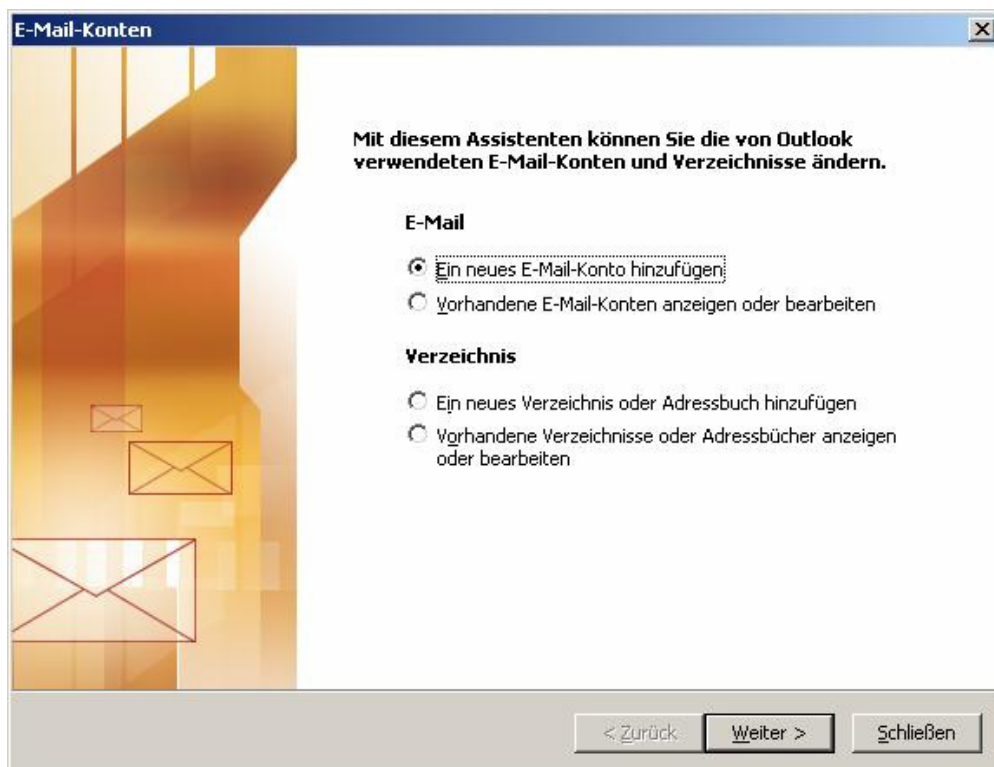 E-Mail-Konten
Mit diesem Assistenten können Sie die von Outlook
verwendeten E-Mail-Konten und Verzeichnisse ändern.
E-Mail
Ein neues E-Mail-Konto hinzufügen
Vorhandene E-Mail-Konten anzeigen oder bearbeiten
Verzeichnis
Ein neues Verzeichnis oder Adressbuch hinzufügen
Vorhandene Verzeichnisse oder Adressbücher anzeigen
oder bearbeiten
< Zurück Weiter > Schließen